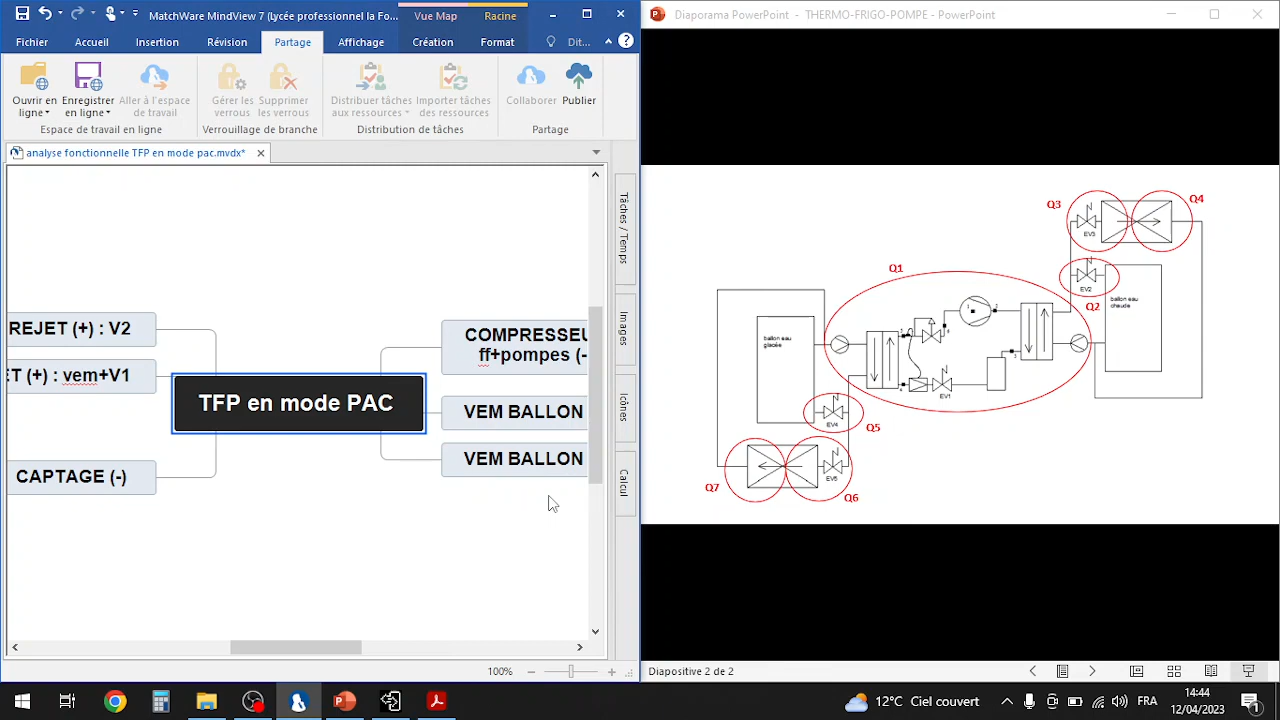 MatchWare MindView 7 (Lycée profess...
Vue Map
Racine
Fichier
Accueil
Insertion
Révision
Partage
Affichage
Création
Format
Dit...
Ouvrir en
ligne
Enregistrer
en ligne
Aller à l'espace
de travail
Gérer les
verrous
Supprimer
les verrous
Distribuer tâches
aux ressources
Importer tâches
des ressources
Collaborer
Publier
Espace de travail en ligne
Verrouillage de branche
Distribution de tâches
Partage
analyse fonctionnelle TFP en mode pac.mvdx*
REJET (+) : V2
ET (+) : vem+V1
CAPTAGE (-)
TFP en mode PAC
COMPRESSEU
ff+pompes (-
VEM BALLON
VEM BALLON
Tâches / Temps
Images
Icônes
Calcul
100%
Diaporama PowerPoint - THERMO-FRIGO-POMPE - PowerPoint
Q3
Q4
EV3
Q1
EV2
Q2
ballon eau
chaude
ballon eau
glacée
EV1
EV4
Q5
Q7
EV5
Q6
Diapositive 2 de 2
12°C Ciel couvert
FRA
14:44
12/04/2023
1